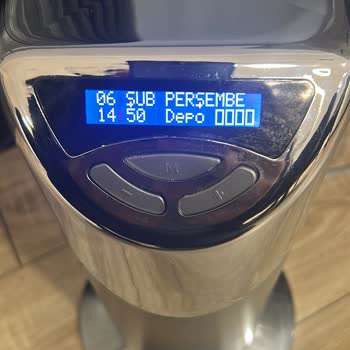 06 ŞUB PERŞEMBE
14 50 Depo
M
- +